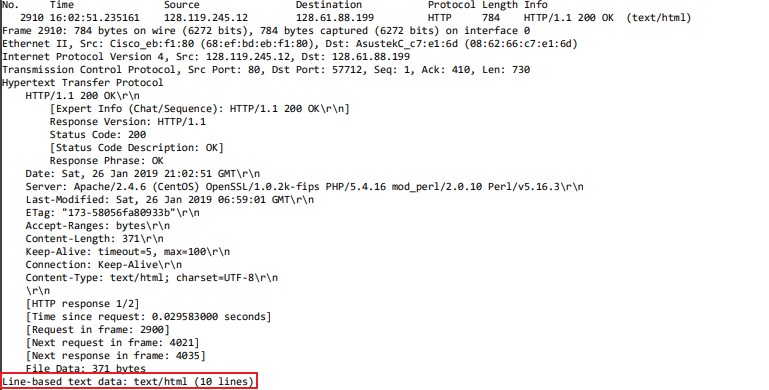 No. Time Source Destination Protocol Length Info
2910 16:02:51.235161 128.119.245.12 128.61.88.199 HTTP 784 HTTP/1.1 200 OK (text/html)
Frame 2910: 784 bytes on wire (6272 bits), 784 bytes captured (6272 bits) on interface 0
Ethernet II, Src: Cisco_eb:f1:80 (68:ef:bd:eb:f1:80), Dst: AsustekC_c7:e1:6d (08:62:66:c7:e1:6d)
Internet Protocol Version 4, Src: 128.119.245.12, Dst: 128.61.88.199
Transmission Control Protocol, Src Port: 80, Dst Port: 57712, Seq: 1, Ack: 410, Len: 730
Hypertext Transfer Protocol
HTTP/1.1 200 OK\r\n
[Expert Info (Chat/Sequence): HTTP/1.1 200 OK\r\n]
Response Version: HTTP/1.1
Status Code: 200
[Status Code Description: OK]
Response Phrase: OK
Date: Sat, 26 Jan 2019 21:02:51 GMT\r\n
Server: Apache/2.4.6 (CentOS) OpenSSL/1.0.2k-fips PHP/5.4.16 mod_perl/2.0.10 Perl/v5.16.3\r\n
Last-Modified: Sat, 26 Jan 2019 06:59:01 GMT\r\n
ETag: "173-58056fa80933b"\r\n
Accept-Ranges: bytes\r\n
Content-Length: 371\r\n
Keep-Alive: timeout=5, max=100\r\n
Connection: Keep-Alive\r\n
Content-Type: text/html; charset=UTF-8\r\n
\r\n
[HTTP response 1/2]
[Time since request: 0.029583000 seconds]
[Request in frame: 2900]
[Next request in frame: 4021]
[Next response in frame: 4035]
File Data: 371 bytes
Line-based text data: text/html (10 lines)